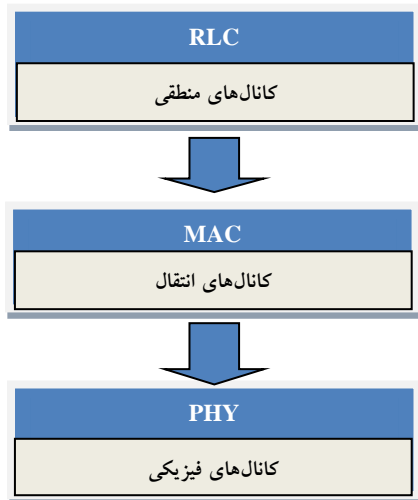 RLC
کانال‌های منطقی
MAC
کانال‌های انتقال
PHY
کانال‌های فیزیکی